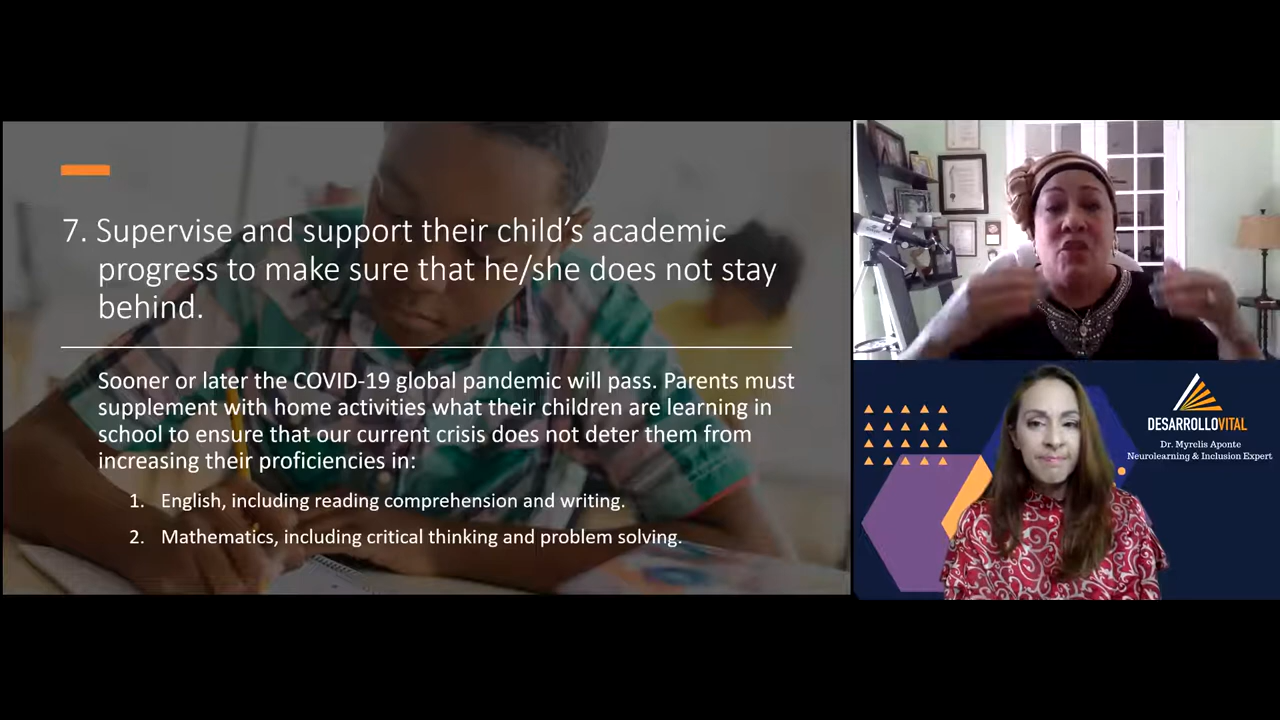 7. Supervise and support their child’s academic
progress to make sure that he/she does not stay
behind.
Sooner or later the COVID-19 global pandemic will pass. Parents must
supplement with home activities what their children are learning in
school to ensure that our current crisis does not deter them from
increasing their proficiencies in:
1. English, including reading comprehension and writing.
2. Mathematics, including critical thinking and problem solving.
DESARROLLOVITAL
Dr. Myrelis Aponte
Neurolearning & Inclusion Expert